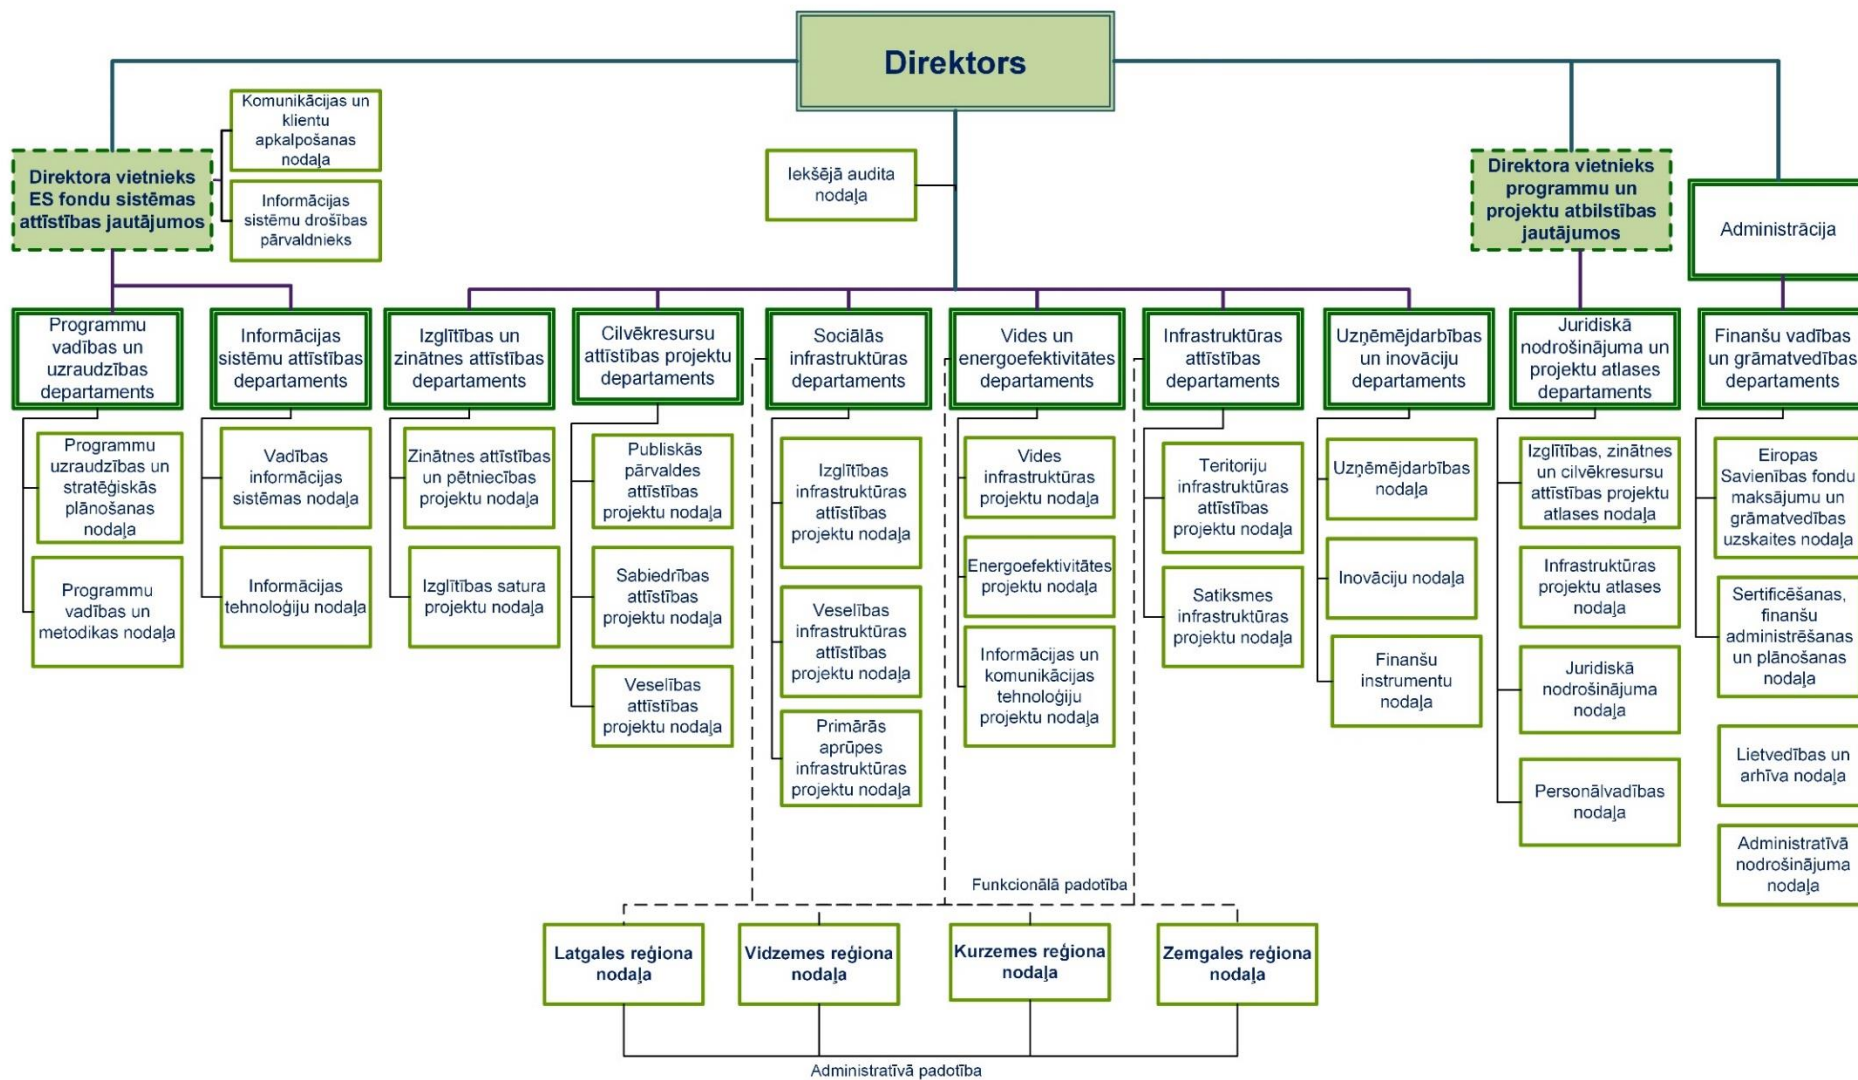 Direktors
Komunikācijas un
klientu
apkalpošanas
nodaļa
Direktora vietnieks
ES fondu sistēmas
attīstības jautājumos
Informācijas
sistēmu drošības
pārvaldnieks
Iekšējā audita
nodaļa
Direktora vietnieks
programmu un
projektu atbilstības
jautājumos
Administrācija
Programmu
vadības un
uzraudzības
departaments
Informācijas
sistēmu attīstības
departaments
Izglītības un
zinātnes attīstības
departaments
Cilvēkresursu
attīstības projektu
departaments
Sociālās
infrastruktūras
departaments
Vides un
energoefektivitātes
departaments
Infrastruktūras
attīstības
departaments
Uzņēmējdarbības
un inovāciju
departaments
Juridiskā
nodrošinājuma un
projektu atlases
departaments
Finanšu vadības
un grāmatvedības
departaments
Programmu
uzraudzības un
stratēģiskās
plānošanas
nodaļa
Programmu
vadības un
metodikas nodaļa
Vadības
informācijas
sistēmas nodaļa
Informācijas
tehnoloģiju nodaļa
Zinātnes attīstības
un pētniecības
projektu nodaļa
Izglītības satura
projektu nodaļa
Publiskās
pārvaldes
attīstības
projektu nodaļa
Sabiedrības
attīstības
projektu nodaļa
Veselības
attīstības
projektu nodaļa
Izglītības
infrastruktūras
attīstības
projektu nodaļa
Veselības
infrastruktūras
attīstības
projektu nodaļa
Primārās
aprūpes
infrastruktūras
projektu nodaļa
Vides
infrastruktūras
projektu nodaļa
Energoefektivitātes
projektu nodaļa
Informācijas un
komunikācijas
tehnoloģiju
projektu nodaļa
Teritoriju
infrastruktūras
attīstības
projektu nodaļa
Satiksmes
infrastruktūras
projektu nodaļa
Uzņēmējdarbības
nodaļa
Inovāciju nodaļa
Finanšu
instrumentu
nodaļa
Izglītības, zinātnes
un cilvēkresursu
attīstības projektu
atlases nodaļa
Infrastruktūras
projektu atlases
nodaļa
Juridiskā
nodrošinājuma
nodaļa
Personālvadības
nodaļa
Eiropas
Savienības fondu
maksājumu un
grāmatvedības
uzskaites nodaļa
Sertificēšanas,
finanšu
administrēšanas
un plānošanas
nodaļa
Lietvedības un
arhīva nodaļa
Administratīvā
nodrošinājuma
nodaļa
Funkcionālā padotība
Latgales reģiona
nodaļa
Vidzemes reģiona
nodaļa
Kurzemes reģiona
nodaļa
Zemgales reģiona
nodaļa
Administratīvā padotība